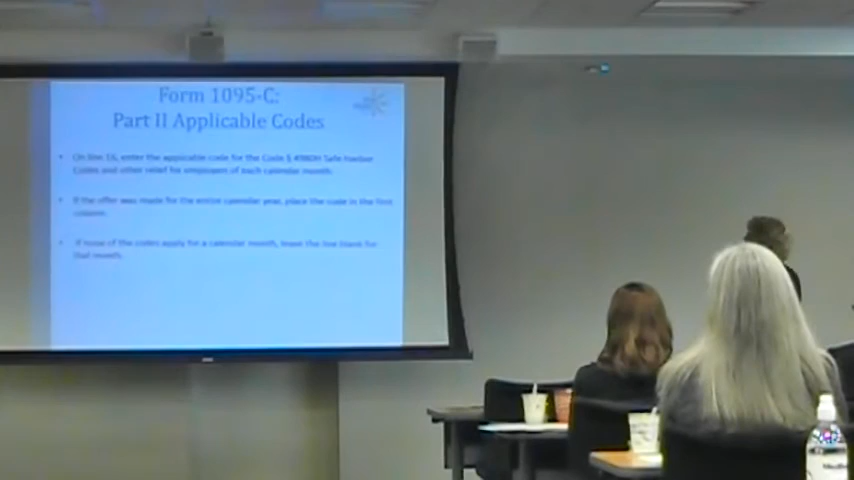 Form 1095-C:
Part II Applicable Codes
• On line 16, enter the applicable code for the Code § 4980H Safe Harbor
Codes and other relief for employers of each calendar month.
• If the offer was made for the entire calendar year, place the code in the first
column.
• If none of the codes apply for a calendar month, leave the line blank for
that month.